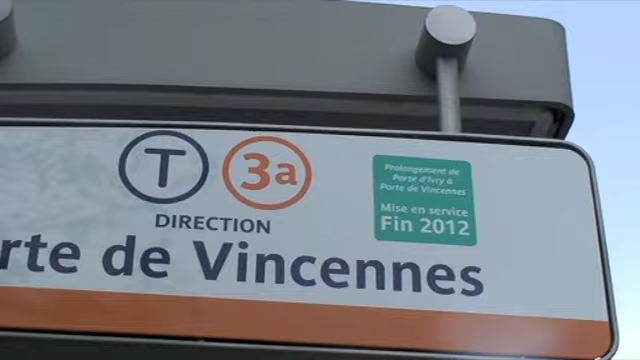 T 3a
DIRECTION
rte de Vincennes
Prolongement de
Porte d'Ivry à
Porte de Vincennes
Mise en service
Fin 2012